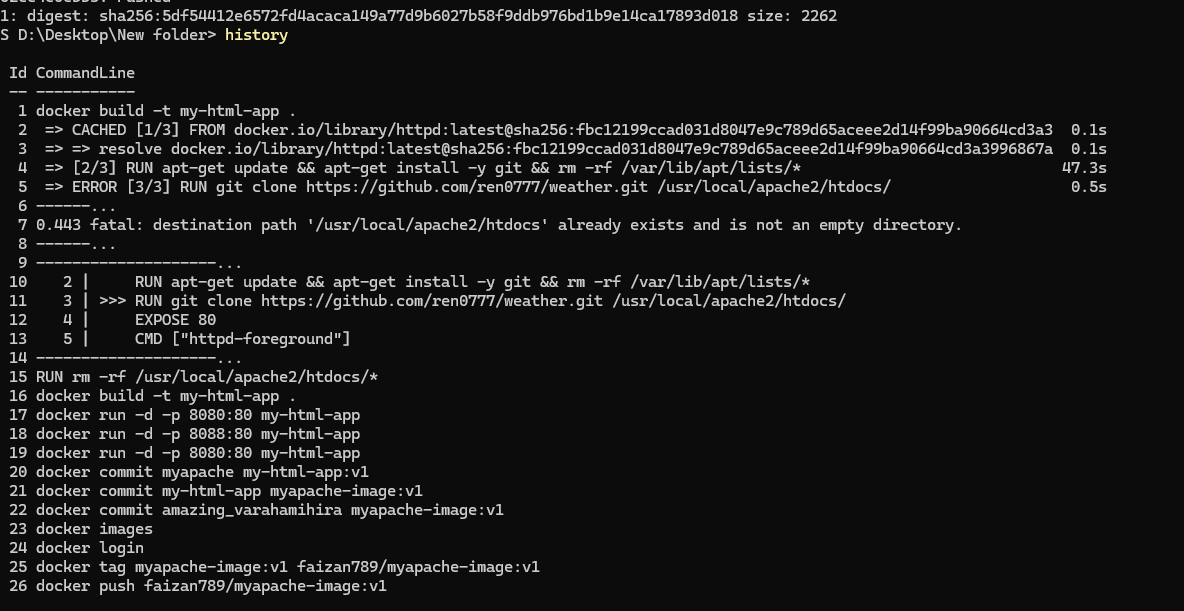 1: digest: sha256:5df54412e6572fd4acaca149a77d9b6027b58f9ddb976bd1b9e14ca17893d018 size: 2262
S D:\Desktop\New folder> history
Id CommandLine
-- -----------
1 docker build -t my-html-app .
2 => CACHED [1/3] FROM docker.io/library/httpd:latest@sha256:fbc12199ccad031d8047e9c789d65aceee2d14f99ba90664cd3a3 0.1s
3 => => resolve docker.io/library/httpd:latest@sha256:fbc12199ccad031d8047e9c789d65aceee2d14f99ba90664cd3a3996867a 0.1s
4 => [2/3] RUN apt-get update && apt-get install -y git && rm -rf /var/lib/apt/lists/* 47.3s
5 => ERROR [3/3] RUN git clone https://github.com/ren0777/weather.git /usr/local/apache2/htdocs/ 0.5s
6 ------...
7 0.443 fatal: destination path '/usr/local/apache2/htdocs' already exists and is not an empty directory.
8 ------...
9 --------------------...
10 2 | RUN apt-get update && apt-get install -y git && rm -rf /var/lib/apt/lists/*
11 3 | >>> RUN git clone https://github.com/ren0777/weather.git /usr/local/apache2/htdocs/
12 4 | EXPOSE 80
13 5 | CMD ["httpd-foreground"]
14 --------------------...
15 RUN rm -rf /usr/local/apache2/htdocs/*
16 docker build -t my-html-app .
17 docker run -d -p 8080:80 my-html-app
18 docker run -d -p 8088:80 my-html-app
19 docker run -d -p 8080:80 my-html-app
20 docker commit myapache my-html-app:v1
21 docker commit my-html-app myapache-image:v1
22 docker commit amazing_varahamihira myapache-image:v1
23 docker images
24 docker login
25 docker tag myapache-image:v1 faizan789/myapache-image:v1
26 docker push faizan789/myapache-image:v1